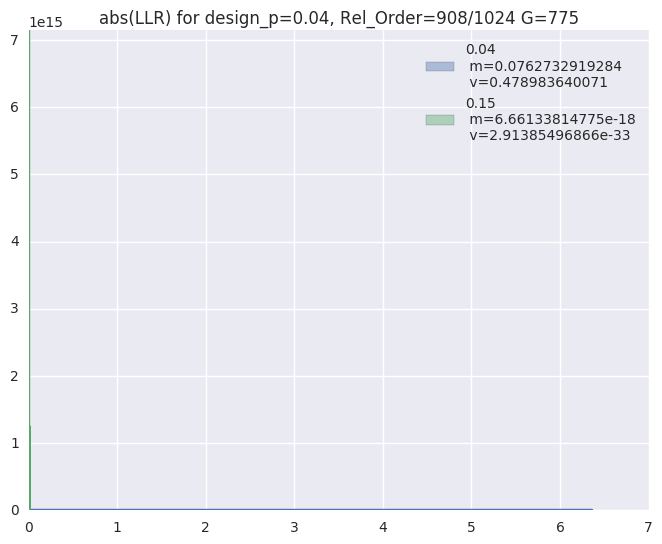 abs(LLR) for design_p=0.04, Rel_Order=908/1024 G=775
1e15
0.04
m=0.0762732919284
v=0.478983640071
0.15
m=6.66133814775e-18
v=2.91385496866e-33
7
6
5
4
3
2
1
0
0 1 2 3 4 5 6 7